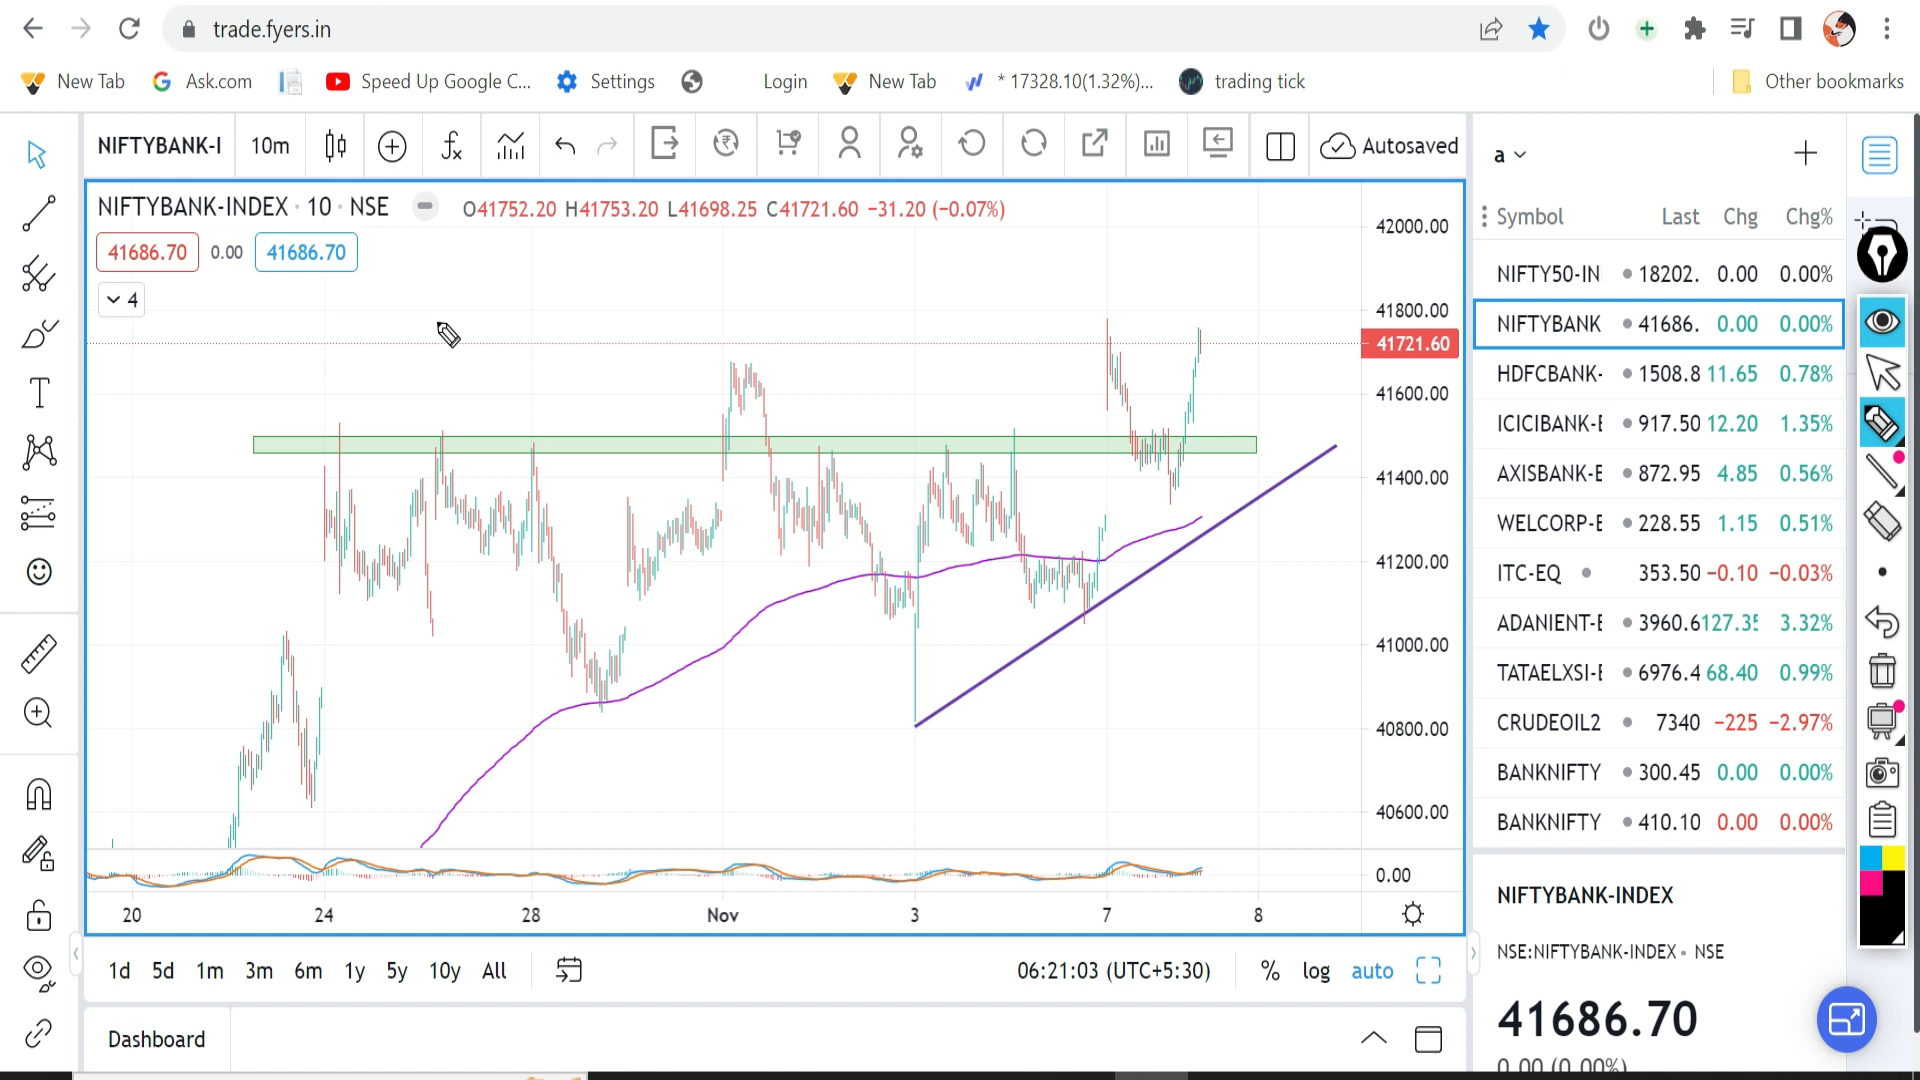 trade.fyers.in
New Tab Ask.com Speed Up Google C... Settings Login New Tab * 17328.10(1.32%)... trading tick Other bookmarks
NIFTYBANK-I 10m Autosaved
NIFTYBANK-INDEX · 10 · NSE O41752.20 H41753.20 L41698.25 C41721.60 −31.20 (−0.07%)
41686.70 0.00 41686.70
4
42000.00
41800.00
41721.60
41600.00
41400.00
41200.00
41000.00
40800.00
40600.00
0.00
20 24 28 Nov 3 7 8
1d 5d 1m 3m 6m 1y 5y 10y All 06:21:03 (UTC+5:30) % log auto
Dashboard
a
Symbol Last Chg Chg%
NIFTY50-IN 18202. 0.00 0.00%
NIFTYBANK 41686. 0.00 0.00%
HDFCBANK- 1508.8 11.65 0.78%
ICICIBANK-E 917.50 12.20 1.35%
AXISBANK-E 872.95 4.85 0.56%
WELCORP-E 228.55 1.15 0.51%
ITC-EQ 353.50 −0.10 −0.03%
ADANIENT-E 3960.6 127.35 3.32%
TATAELXSI-E 6976.4 68.40 0.99%
CRUDEOIL2 7340 −225 −2.97%
BANKNIFTY 300.45 0.00 0.00%
BANKNIFTY 410.10 0.00 0.00%
NIFTYBANK-INDEX
NSE:NIFTYBANK-INDEX • NSE
41686.70
0.00 (0.00%)